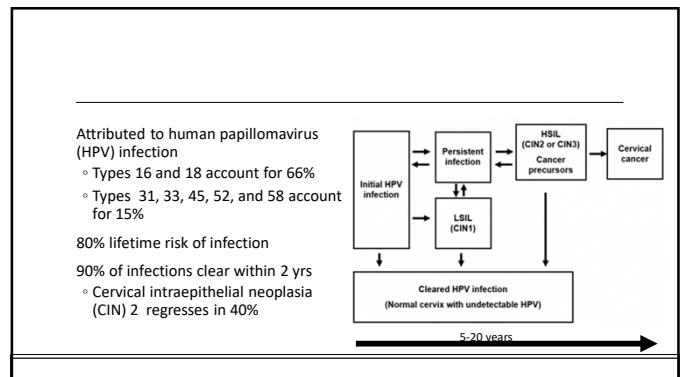 Attributed to human papillomavirus
(HPV) infection
◦ Types 16 and 18 account for 66%
◦ Types 31, 33, 45, 52, and 58 account
for 15%
80% lifetime risk of infection
90% of infections clear within 2 yrs
◦ Cervical intraepithelial neoplasia
(CIN) 2 regresses in 40%
Initial HPV
infection
Persistent
infection
LSIL
(CIN1)
HSIL
(CIN2 or CIN3)
Cancer
precursors
Cervical
cancer
Cleared HPV infection
(Normal cervix with undetectable HPV)
5-20 years